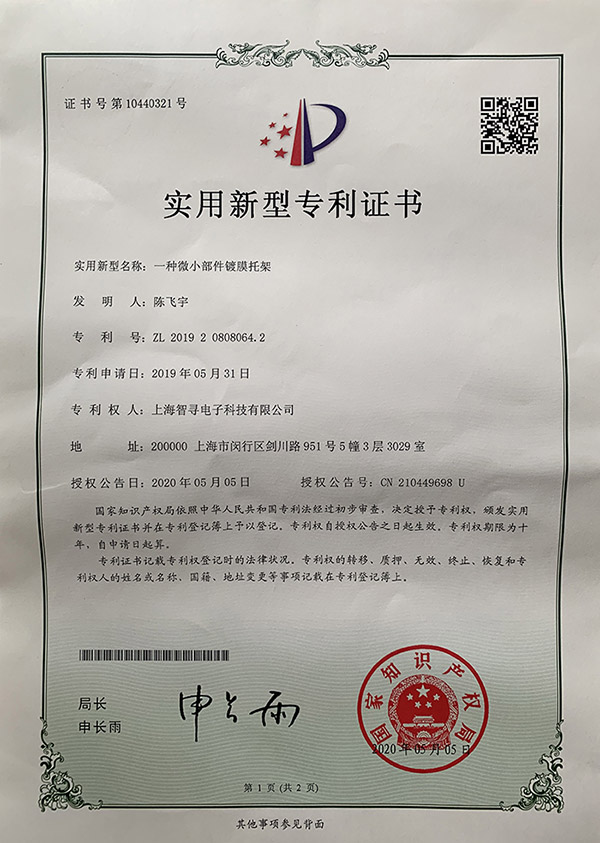 证书号第10440321号
实用新型专利证书
实用新型名称：一种微小部件镀膜托架
发明人：陈飞宇
专利号：ZL 2019 2 0808064.2
专利申请日：2019年05月31日
专利权人：上海智寻电子科技有限公司
地址：200000 上海市闵行区剑川路951号5幢3层3029室
授权公告日：2020年05月05日 授权公告号：CN 210449698 U
国家知识产权局依照中华人民共和国专利法经过初步审查，决定授予专利权，颁发实用
新型专利证书并在专利登记簿上予以登记。专利权自授权公告之日起生效。专利权期限为十
年，自申请日起算。
专利证书记载专利权登记时的法律状况。专利权的转移、质押、无效、终止、恢复和专
利权人的姓名或名称、国籍、地址变更等事项记载在专利登记簿上。
局长
申长雨
申长雨
国家知识产权局
2020年05月05日
第1页(共2页)
其他事项参见背面